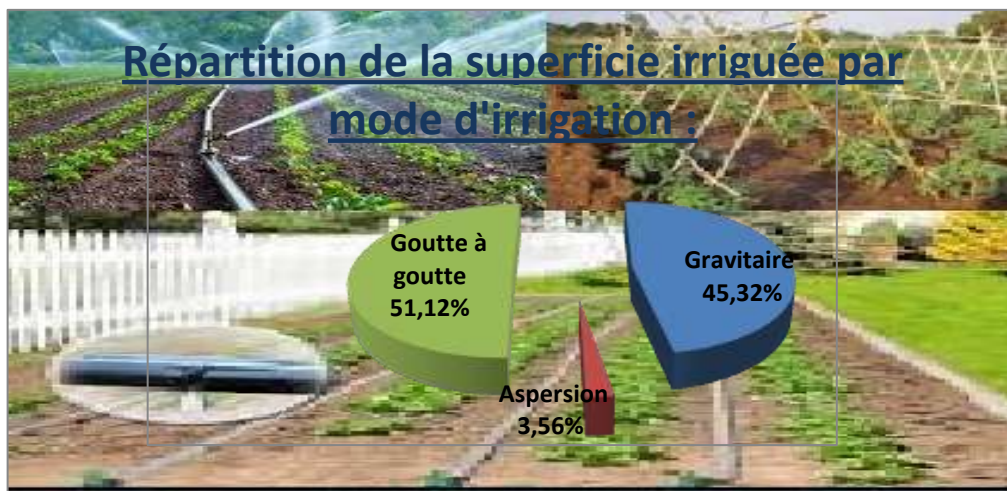 Répartition de la superficie irriguée par
mode d'irrigation :
Goutte à
goutte
51,12%
Gravitaire
45,32%
Aspersion
3,56%